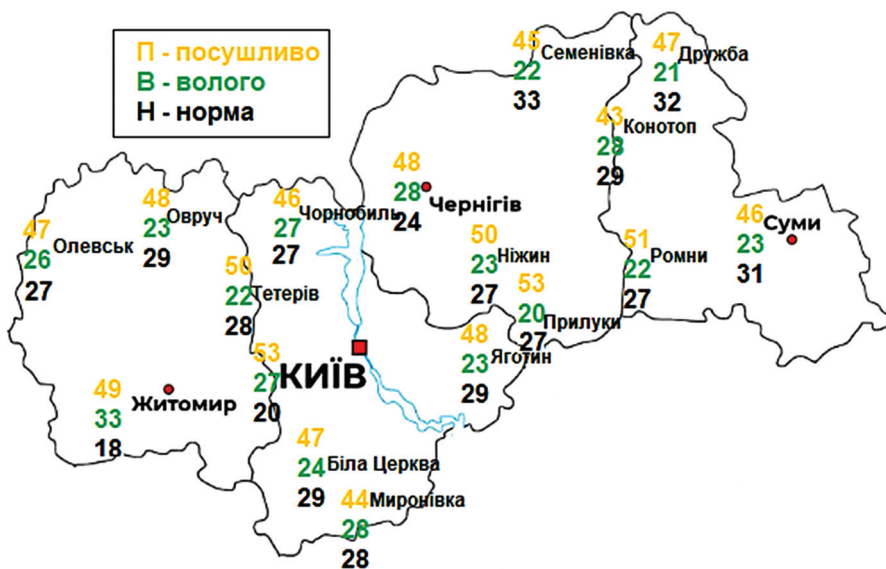 П - посушливо
В - волого
Н - норма
45
22
33
Семенівка
47
21
32
Дружба
43
28
29
Конотоп
48
28
24
Чернігів
48
23
29
Овруч
46
27
27
Чорнобиль
47
26
27
Олевськ
50
23
27
Ніжин
51
22
27
Ромни
46
23
31
Суми
50
22
28
Тетерів
53
20
27
Прилуки
48
23
29
Яготин
53
27
20
КИЇВ
49
33
18
Житомир
47
24
29
Біла Церква
44
28
28
Миронівка